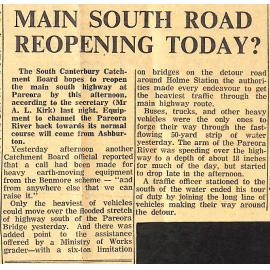 MAIN SOUTH ROAD
REOPENING TODAY?
The South Canterbury Catch-
ment Board hopes to reopen
the main south highway at
Pareora by this afternoon,
according to the secretary (Mr
A. L. Kirk) last night. Equip-
ment to channel the Pareora
River back towards its normal
course will come from Ashbur-
ton.
Yesterday afternoon another
Catchment Board official reported
that a call had been made for
heavy earth-moving equipment
from Benmore scheme — "and
from anywhere else that we can
raise it."
Only the heaviest of vehicles
could move over the flooded stretch
of highway south of the Pareora
Bridge yesterday. And there was
added point to the assistance
offered by a Ministry of Works
grader—with a six-ton limitation
on bridges on the detour road
around Holme Station the authori-
ties made every endeavour to get
the heaviest traffic through the
main highway route.
Buses, trucks, and other heavy
vehicles were the only ones to
forge their way through the fast-
flowing 50-yard strip of water
yesterday. The arm of the Pareora
River was speeding over the high-
way to a depth of about 18 inches
for much of the day, but started
to drop late in the afternoon.
A traffic officer stationed to the
south of the water ended his tour
of duty by joining the long line of
vehicles making their way around
the detour.